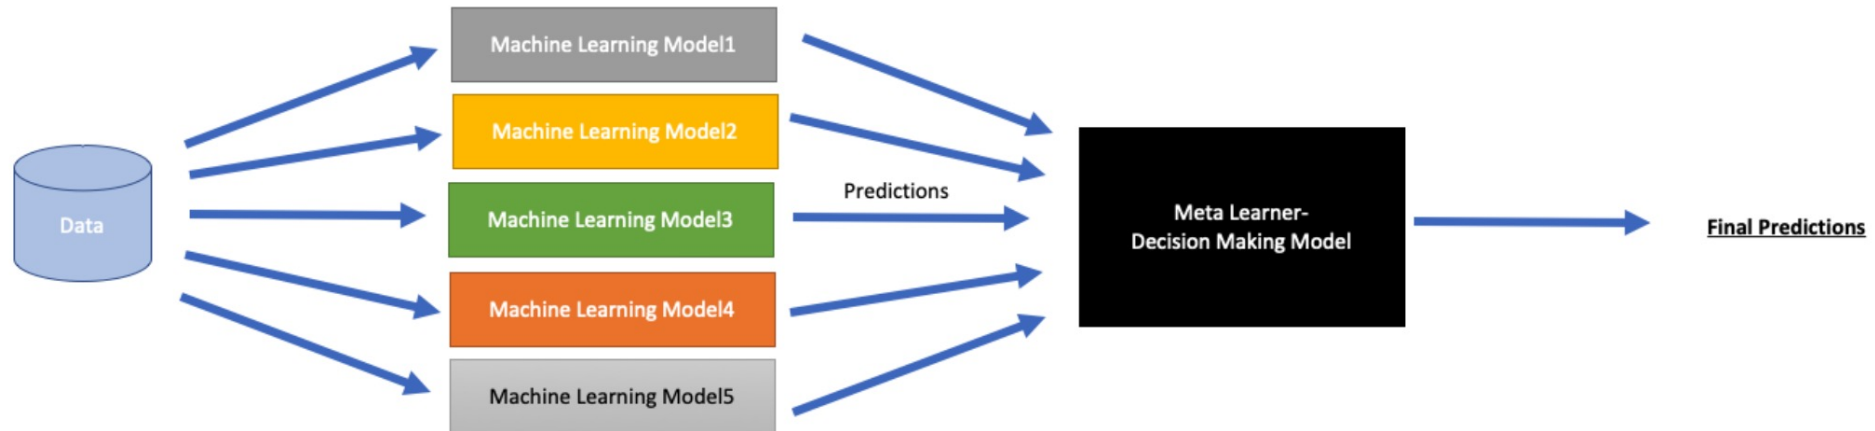 Data
Machine Learning Model1
Machine Learning Model2
Machine Learning Model3
Machine Learning Model4
Machine Learning Model5
Predictions
Meta Learner-
Decision Making Model
Final Predictions